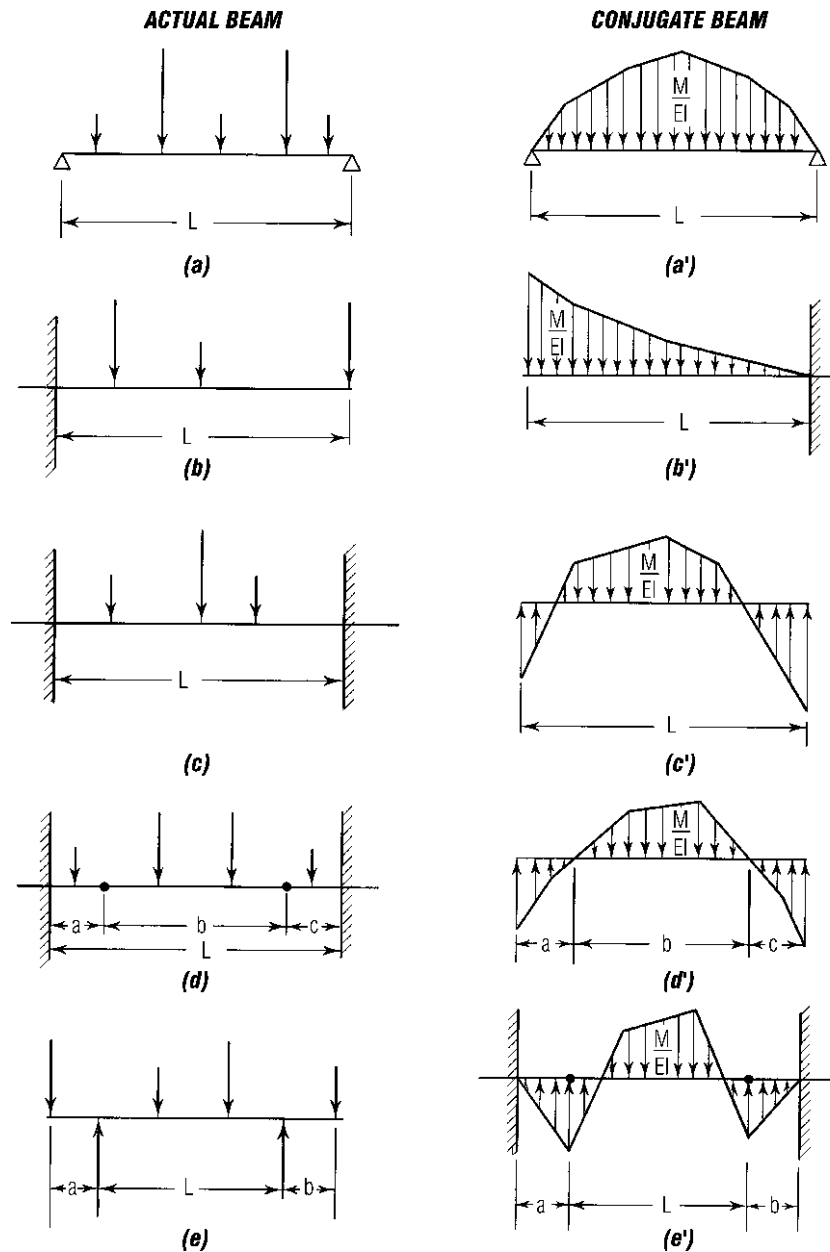 ACTUAL BEAM
CONJUGATE BEAM
M
EI
L
L
(a)
(a')
M
EI
L
L
(b)
(b')
M
EI
L
L
(c)
(c')
M
EI
a b c
L
a b c
(d)
(d')
M
EI
a L b
a L b
(e)
(e')